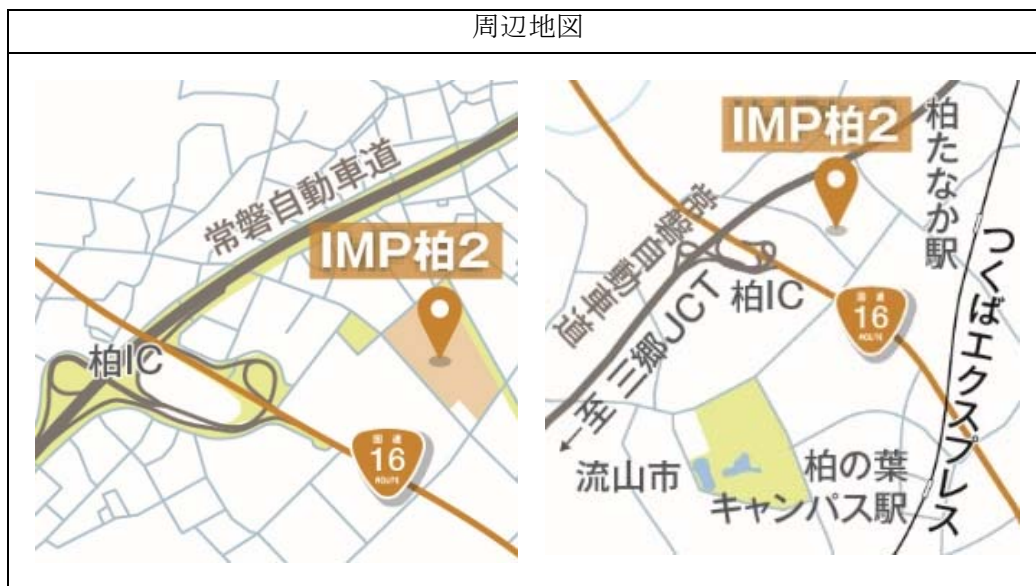 周辺地図
常磐自動車道
IMP柏2
柏IC
国道
16
ROUTE
IMP柏2
柏たなか駅
常磐自動車道
柏IC
国道
16
ROUTE
つくばエクスプレス
←至 三郷JCT
流山市
柏の葉
キャンパス駅